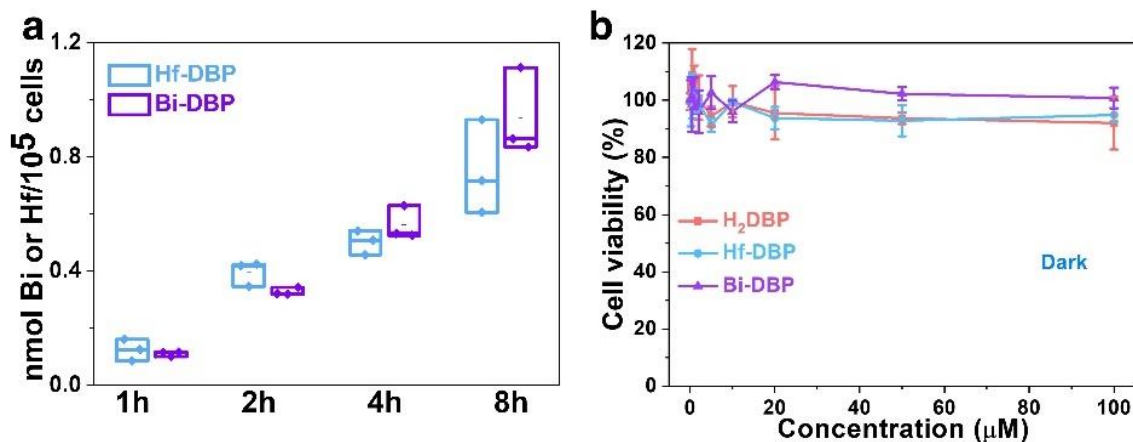 a
nmol Bi or Hf/10⁵ cells
1.2
0.8
0.4
0.0
Hf-DBP
Bi-DBP
1h 2h 4h 8h
b
Cell viability (%)
120
100
80
60
40
20
0
H₂DBP
Hf-DBP
Bi-DBP
Dark
0 20 40 60 80 100
Concentration (μM)